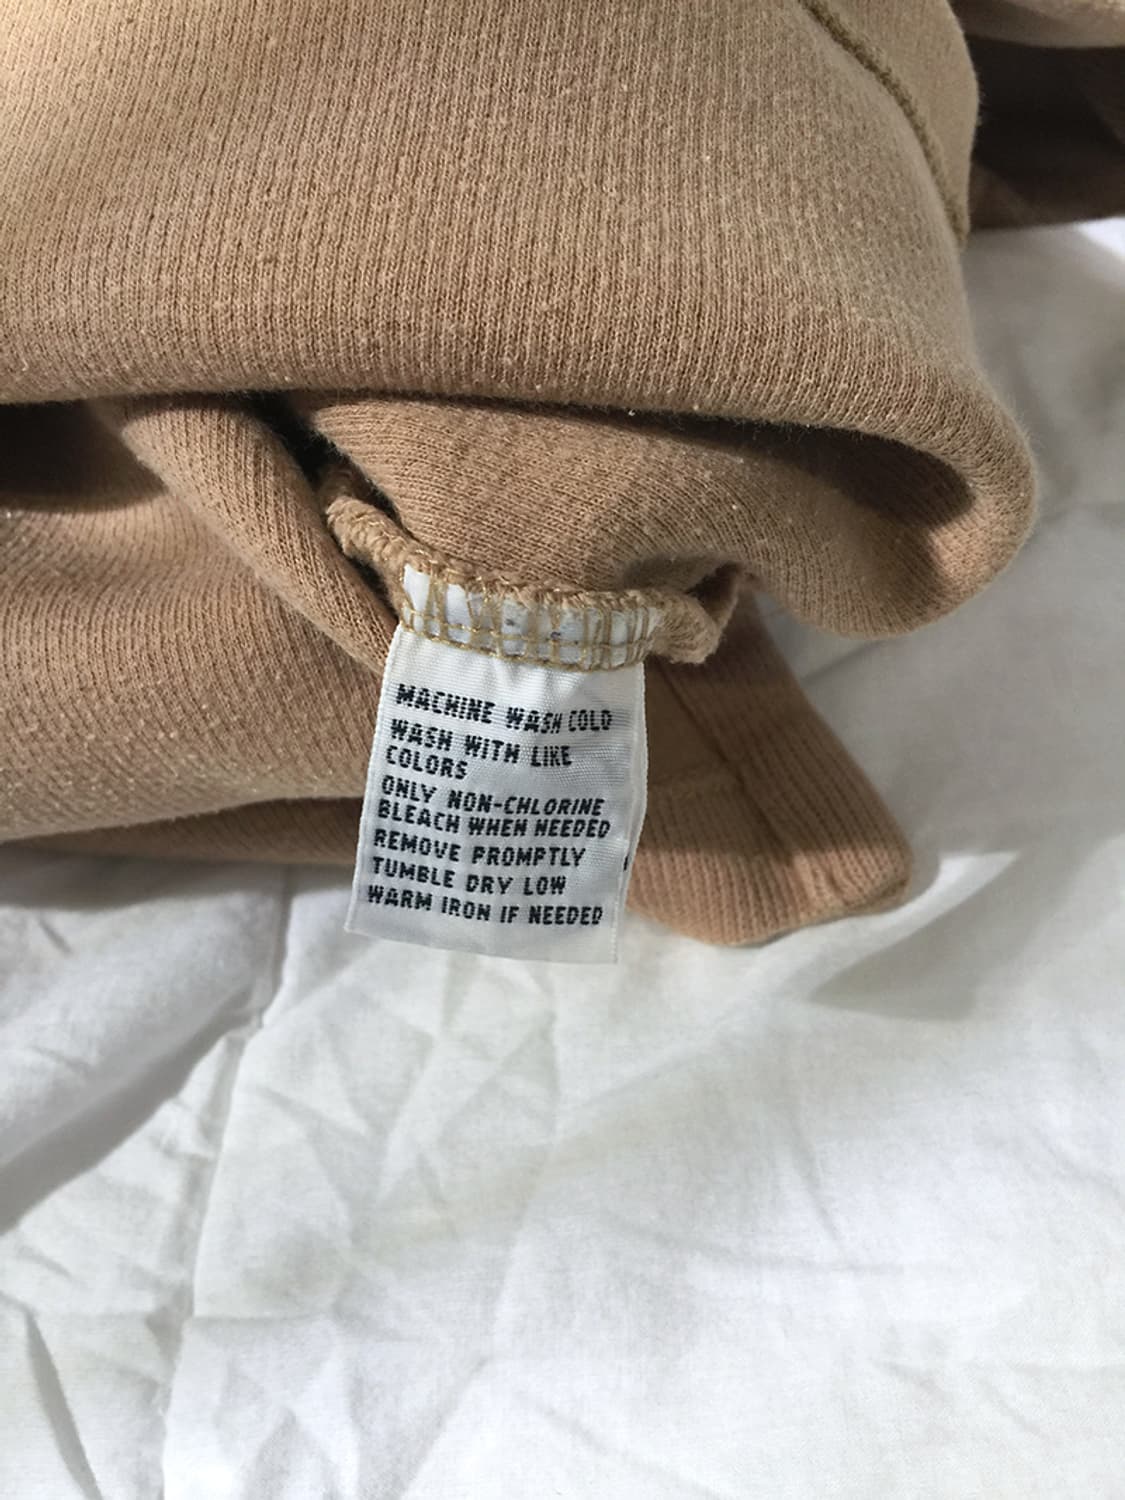 MACHINE WASH COLD
WASH WITH LIKE
COLORS
ONLY NON-CHLORINE
BLEACH WHEN NEEDED
REMOVE PROMPTLY
TUMBLE DRY LOW
WARM IRON IF NEEDED